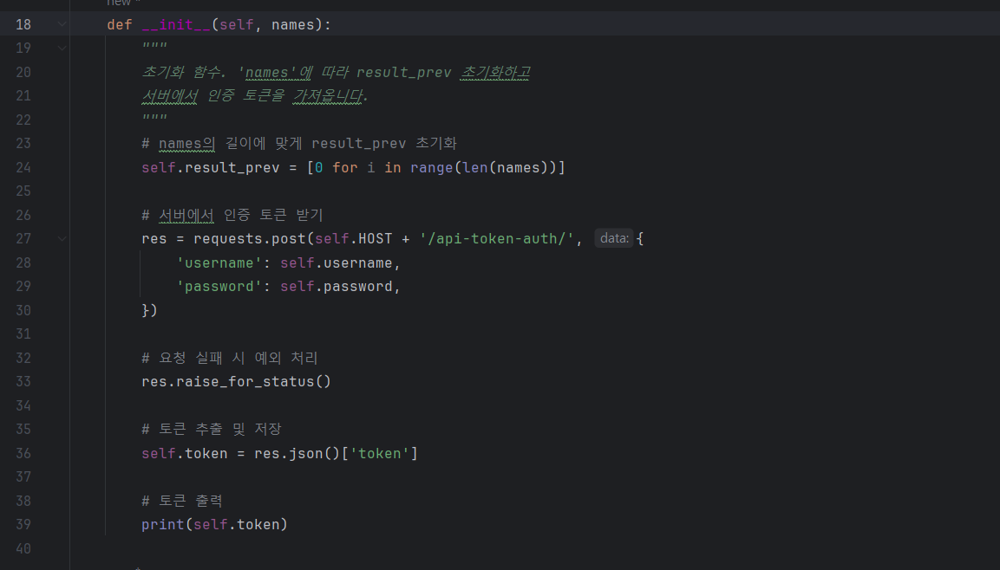 new *
18 def __init__(self, names):
19 """
20 초기화 함수. 'names'에 따라 result_prev 초기화하고
21 서버에서 인증 토큰을 가져옵니다.
22 """
23 # names의 길이에 맞게 result_prev 초기화
24 self.result_prev = [0 for i in range(len(names))]
25
26 # 서버에서 인증 토큰 받기
27 res = requests.post(self.HOST + '/api-token-auth/', data: {
28 'username': self.username,
29 'password': self.password,
30 })
31
32 # 요청 실패 시 예외 처리
33 res.raise_for_status()
34
35 # 토큰 추출 및 저장
36 self.token = res.json()['token']
37
38 # 토큰 출력
39 print(self.token)
40